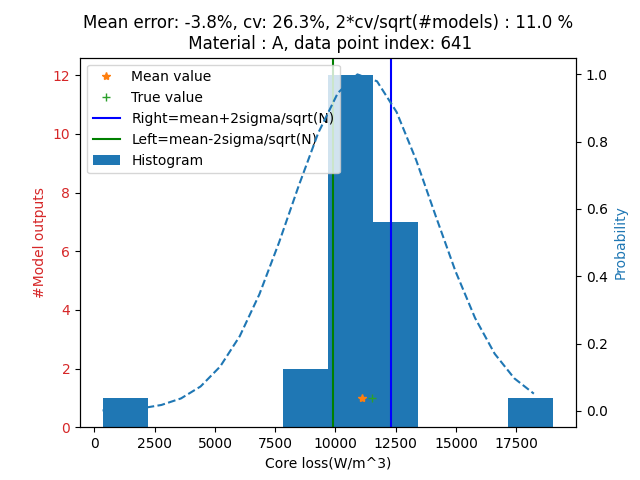 Mean error: -3.8%, cv: 26.3%, 2*cv/sqrt(#models) : 11.0 %
Material : A, data point index: 641
Mean value
True value
Right=mean+2sigma/sqrt(N)
Left=mean-2sigma/sqrt(N)
Histogram
12
10
8
6
4
2
0
#Model outputs
1.0
0.8
0.6
0.4
0.2
0.0
Probability
0 2500 5000 7500 10000 12500 15000 17500
Core loss(W/m^3)